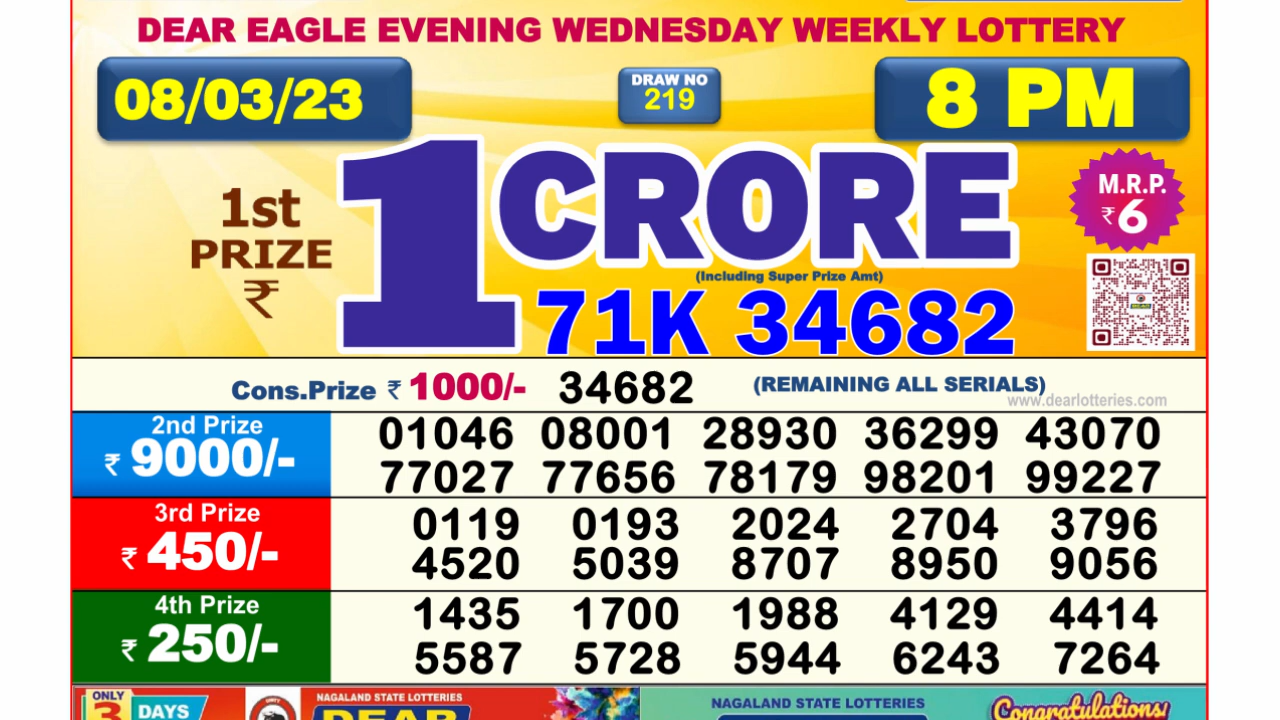 DEAR EAGLE EVENING WEDNESDAY WEEKLY LOTTERY
08/03/23
DRAW NO
219
8 PM
1st
PRIZE
₹
1 CRORE
(Including Super Prize Amt)
71K 34682
M.R.P.
₹ 6
Cons.Prize ₹ 1000/- 34682 (REMAINING ALL SERIALS)
www.dearlotteries.com
2nd Prize
₹ 9000/-
01046 08001 28930 36299 43070
77027 77656 78179 98201 99227
3rd Prize
₹ 450/-
0119 0193 2024 2704 3796
4520 5039 8707 8950 9056
4th Prize
₹ 250/-
1435 1700 1988 4129 4414
5587 5728 5944 6243 7264
ONLY
3 DAYS
NAGALAND STATE LOTTERIES
DEAR
NAGALAND STATE LOTTERIES
Congratulations